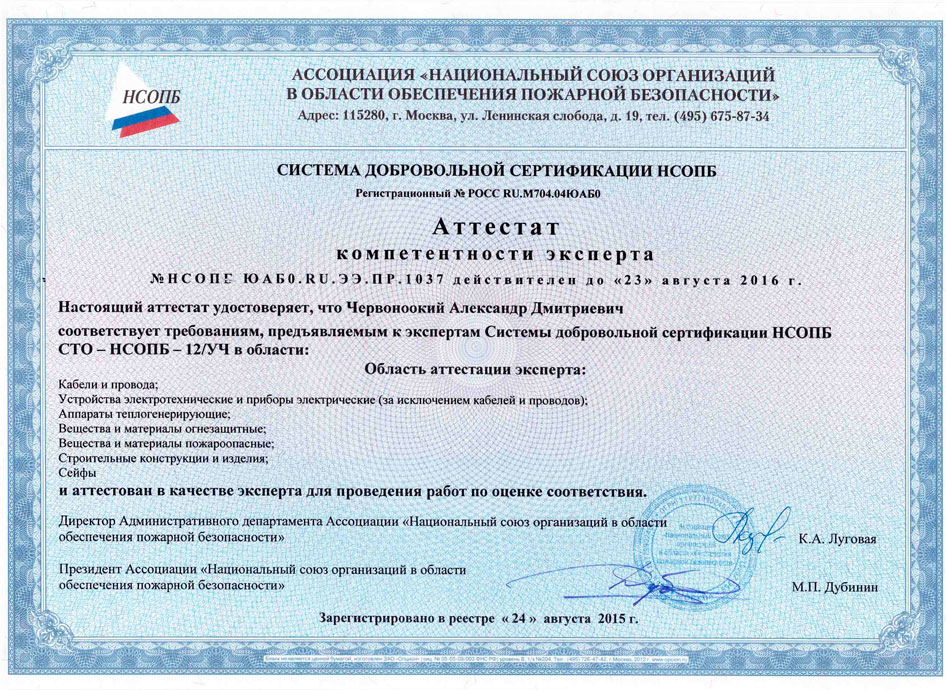 НСОПБ
АССОЦИАЦИЯ «НАЦИОНАЛЬНЫЙ СОЮЗ ОРГАНИЗАЦИЙ
В ОБЛАСТИ ОБЕСПЕЧЕНИЯ ПОЖАРНОЙ БЕЗОПАСНОСТИ»
Адрес: 115280, г. Москва, ул. Ленинская слобода, д. 19, тел. (495) 675-87-34
СИСТЕМА ДОБРОВОЛЬНОЙ СЕРТИФИКАЦИИ НСОПБ
Регистрационный № РОСС RU.М704.04ЮАБ0
Аттестат
компетентности эксперта
№НСОПБ ЮАБ0.RU.ЭЭ.ПР.1037 действителен до «23» августа 2016 г.
Настоящий аттестат удостоверяет, что Червоноокий Александр Дмитриевич
соответствует требованиям, предъявляемым к экспертам Системы добровольной сертификации НСОПБ
СТО – НСОПБ – 12/УЧ в области:
Область аттестации эксперта:
Кабели и провода;
Устройства электротехнические и приборы электрические (за исключением кабелей и проводов);
Аппараты теплогенерирующие;
Вещества и материалы огнезащитные;
Вещества и материалы пожароопасные;
Строительные конструкции и изделия;
Сейфы
и аттестован в качестве эксперта для проведения работ по оценке соответствия.
Директор Административного департамента Ассоциации «Национальный союз организаций в области
обеспечения пожарной безопасности»
К.А. Луговая
Президент Ассоциации «Национальный союз организаций в области
обеспечения пожарной безопасности»
М.П. Дубинин
Зарегистрировано в реестре « 24 » августа 2015 г.